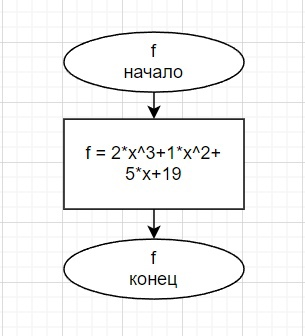 f
начало
f = 2*x^3+1*x^2+
5*x+19
f
конец